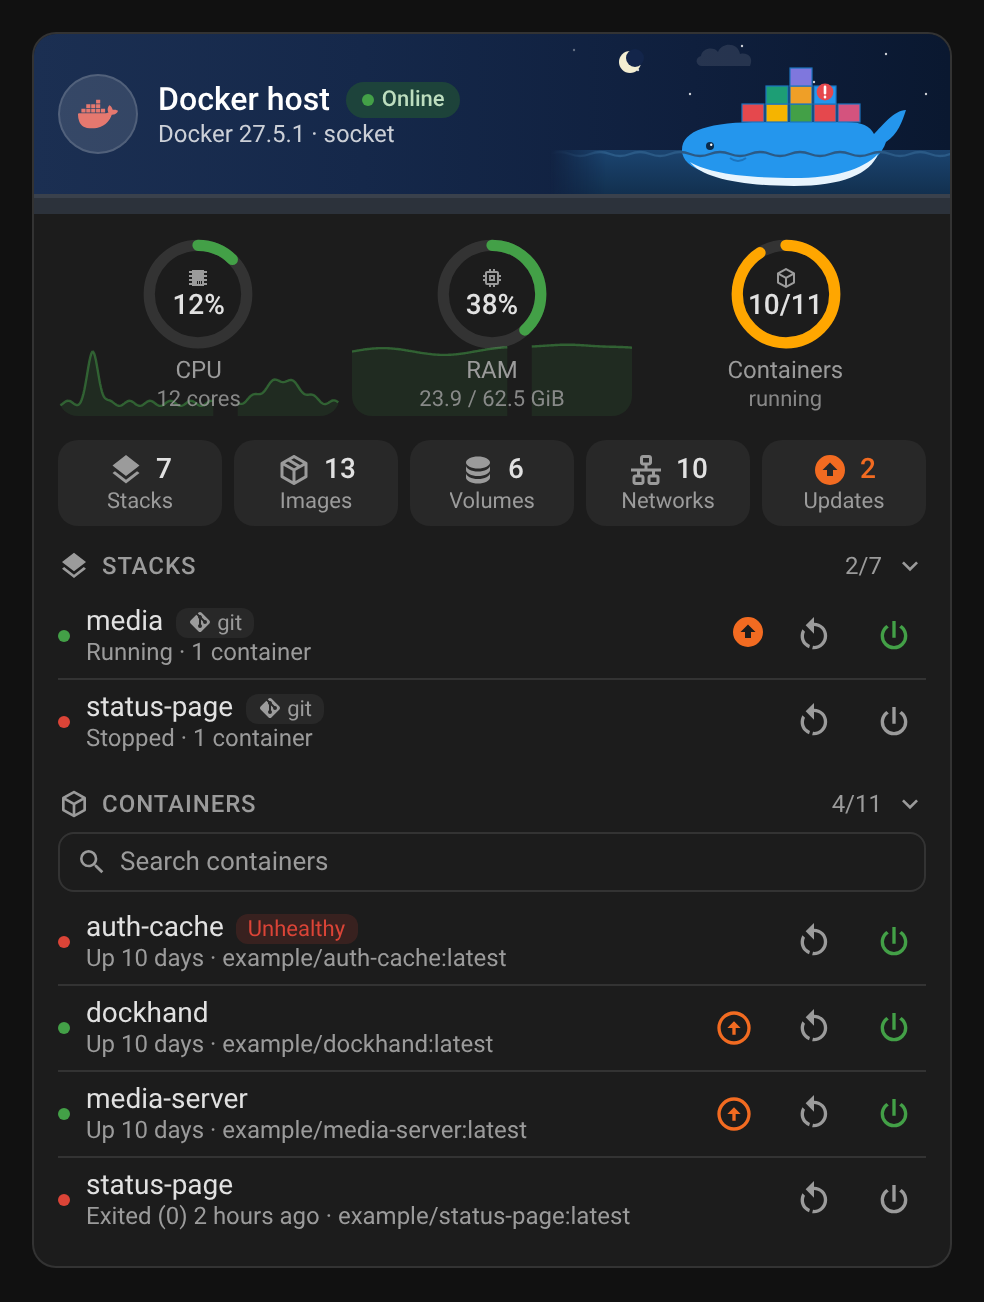 Docker host
Online
Docker 27.5.1 · socket
12%
CPU
12 cores
38%
RAM
23.9 / 62.5 GiB
10/11
Containers
running
7
Stacks
13
Images
6
Volumes
10
Networks
2
Updates
STACKS
2/7
media
git
Running · 1 container
status-page
git
Stopped · 1 container
CONTAINERS
4/11
Search containers
auth-cache
Unhealthy
Up 10 days · example/auth-cache:latest
dockhand
Up 10 days · example/dockhand:latest
media-server
Up 10 days · example/media-server:latest
status-page
Exited (0) 2 hours ago · example/status-page:latest